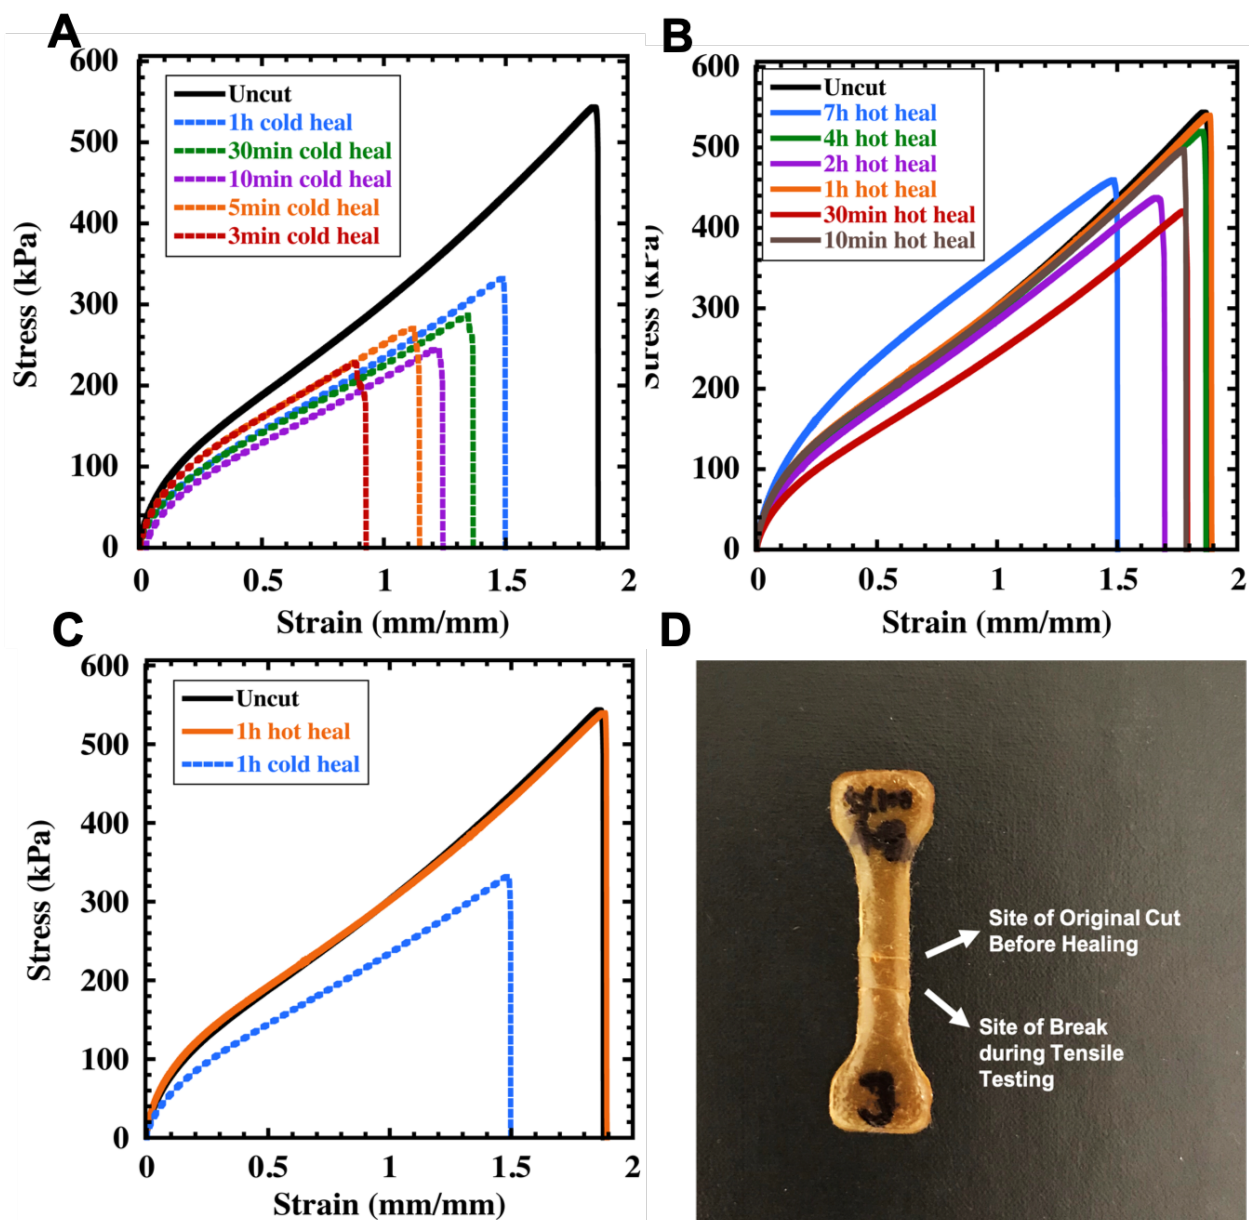 A
600
500
400
300
200
100
0
Stress (kPa)
Uncut
1h cold heal
30min cold heal
10min cold heal
5min cold heal
3min cold heal
0 0.5 1 1.5 2
Strain (mm/mm)
B
600
500
400
300
200
100
0
Stress (kPa)
Uncut
7h hot heal
4h hot heal
2h hot heal
1h hot heal
30min hot heal
10min hot heal
0 0.5 1 1.5 2
Strain (mm/mm)
C
600
500
400
300
200
100
0
Stress (kPa)
Uncut
1h hot heal
1h cold heal
0 0.5 1 1.5 2
Strain (mm/mm)
D
Site of Original Cut
Before Healing
Site of Break
during Tensile
Testing